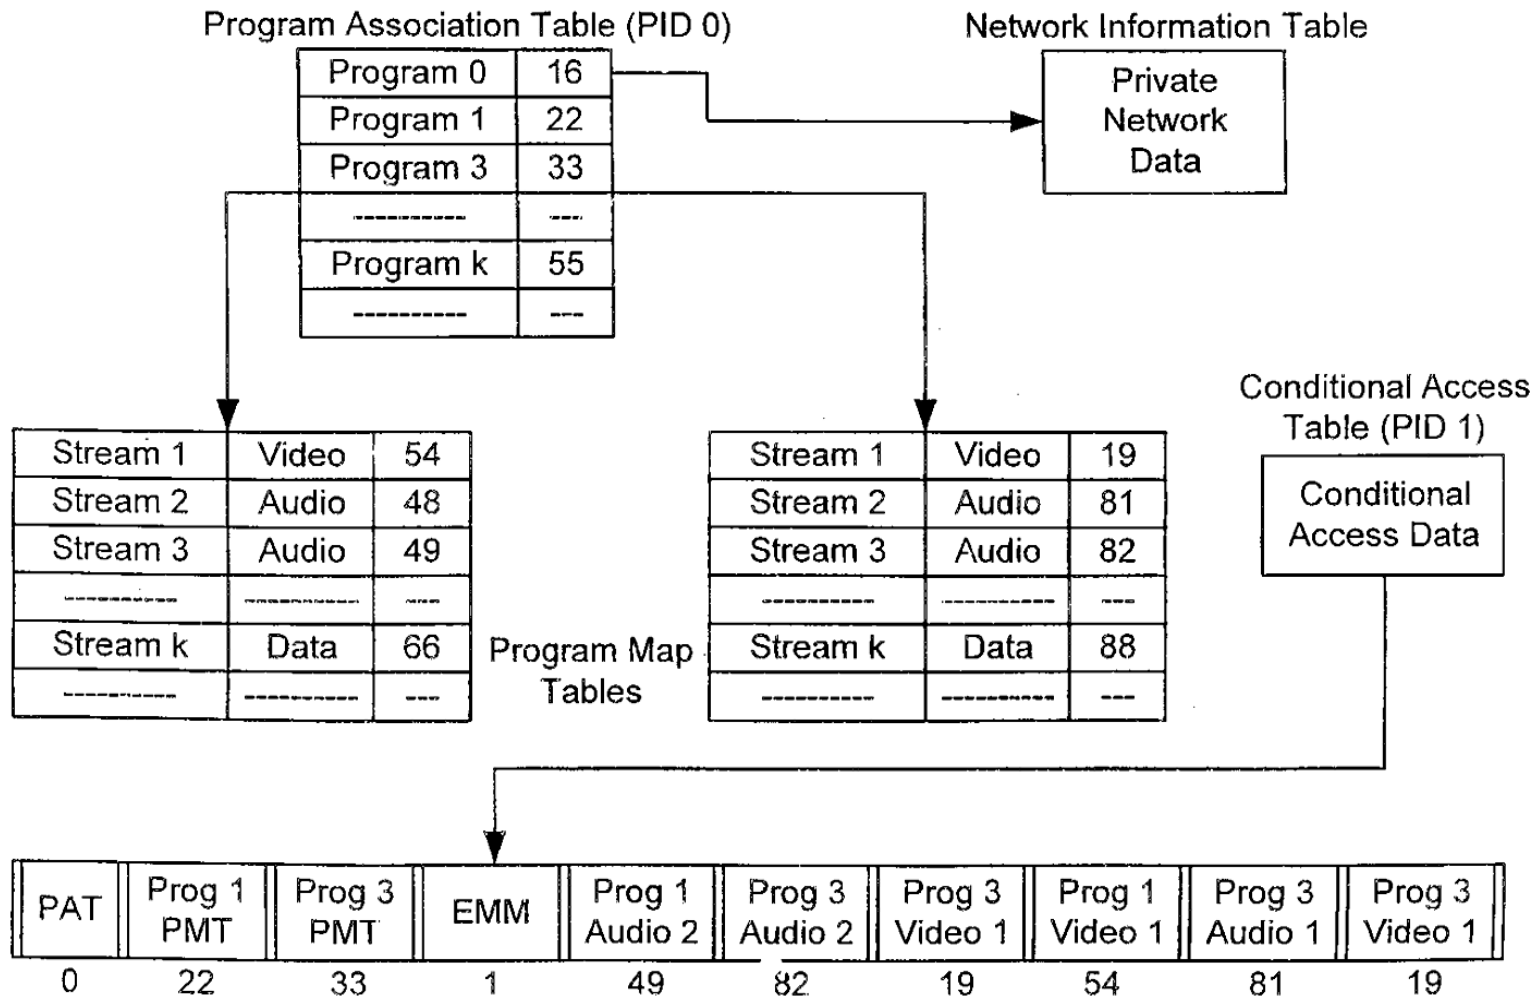 Program Association Table (PID 0)
Program 0 16
Program 1 22
Program 3 33
---------- ---
Program k 55
---------- ---
Network Information Table
Private
Network
Data
Stream 1 Video 54
Stream 2 Audio 48
Stream 3 Audio 49
---------- ---------- ---
Stream k Data 66
---------- ---------- ---
Program Map
Tables
Stream 1 Video 19
Stream 2 Audio 81
Stream 3 Audio 82
---------- ---------- ---
Stream k Data 88
---------- ---------- ---
Conditional Access
Table (PID 1)
Conditional
Access Data
PAT
Prog 1
PMT
Prog 3
PMT
EMM
Prog 1
Audio 2
Prog 3
Audio 2
Prog 3
Video 1
Prog 1
Video 1
Prog 3
Audio 1
Prog 3
Video 1
0 22 33 1 49 82 19 54 81 19